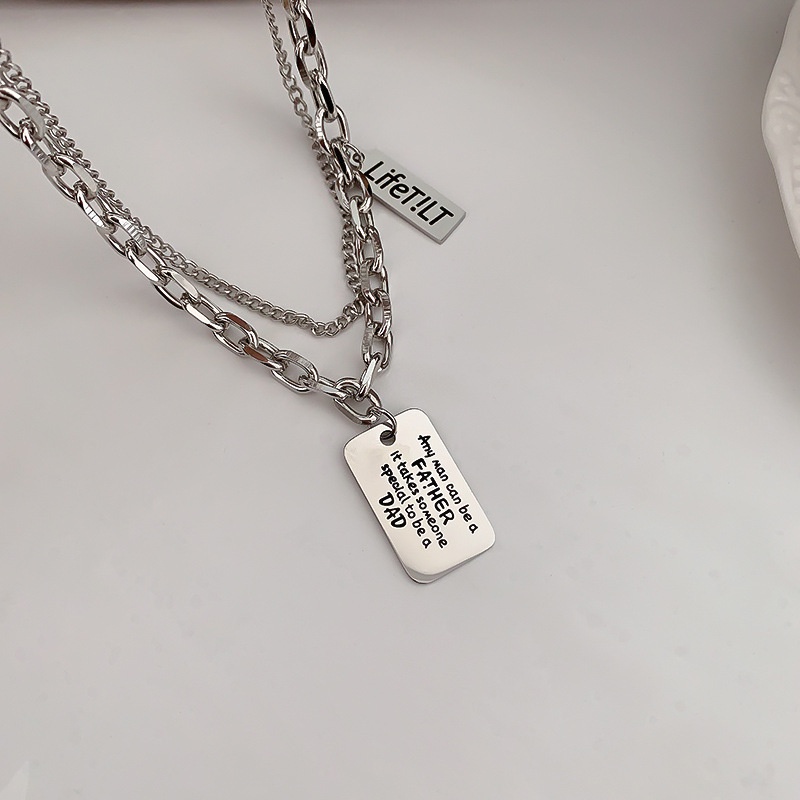 LifeT!LT
Any man can be a
FATHER
it takes someone
special to be a
DAD